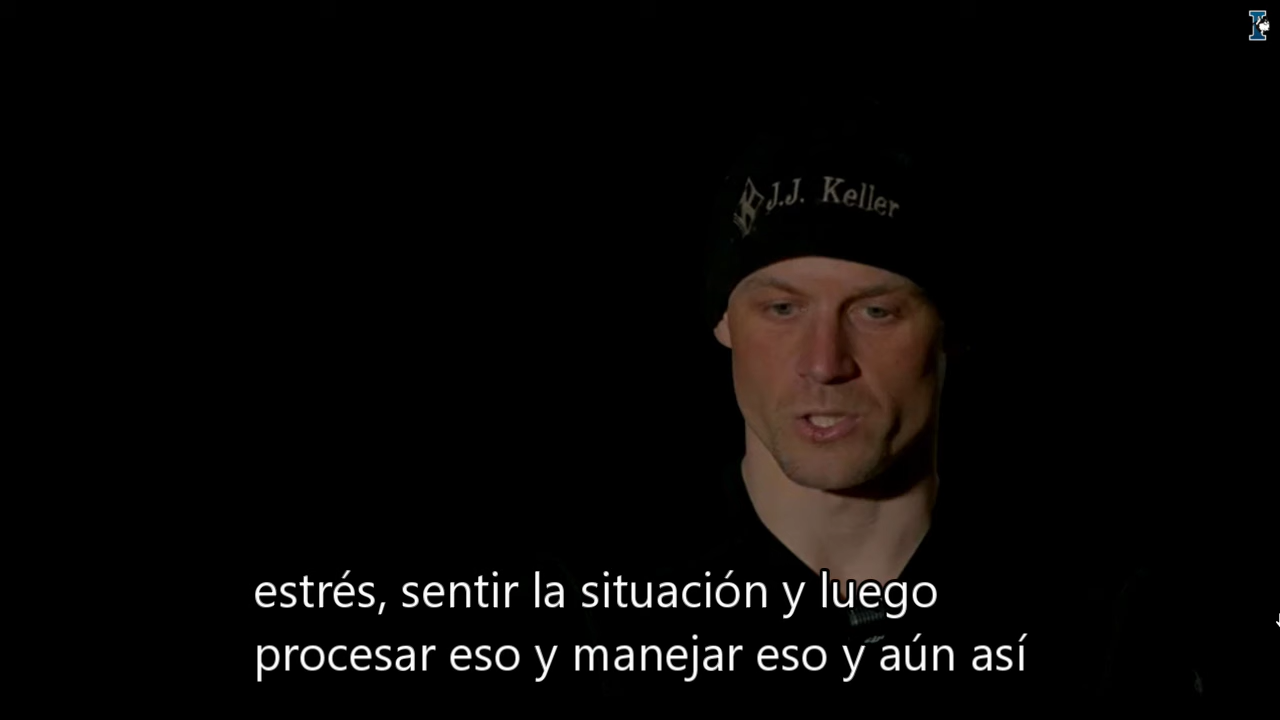 J.J. Keller
estrés, sentir la situación y luego
procesar eso y manejar eso y aún así